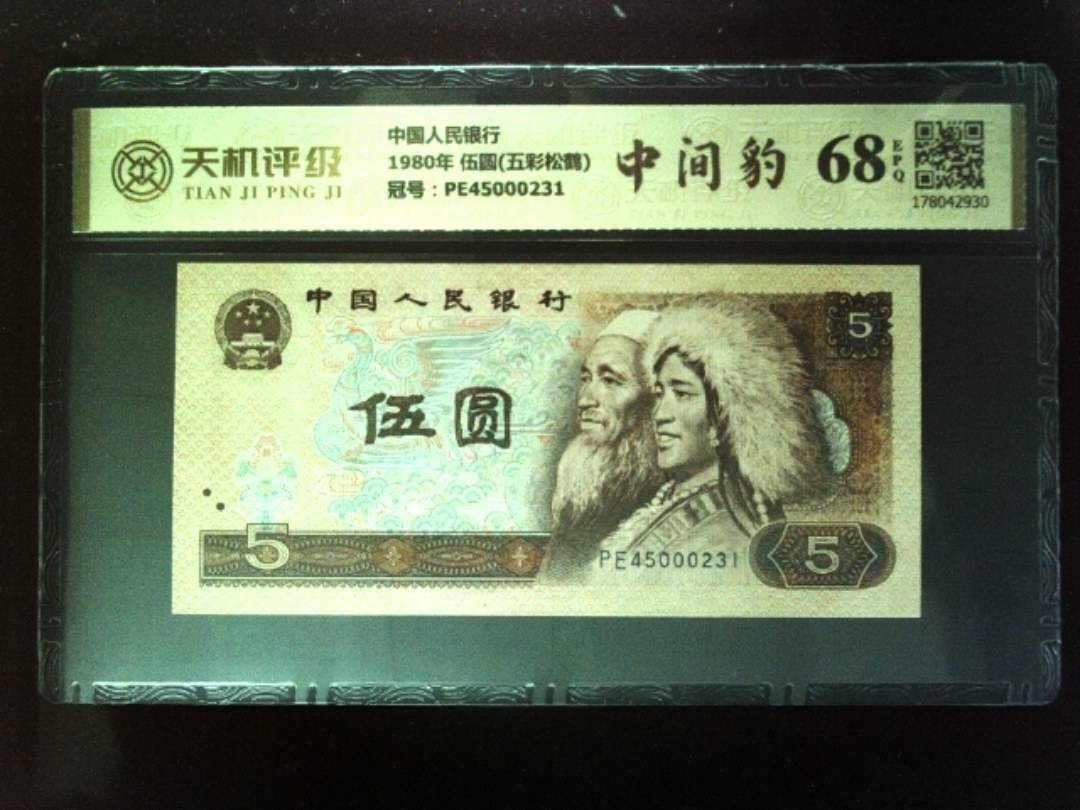 天机评级
TIAN JI PING JI
中国人民银行
1980年 伍圆(五彩松鹤)
冠号：PE45000231
中间豹
68
EPQ
178042930
中国人民银行
5
伍圆
5
PE45000231
5